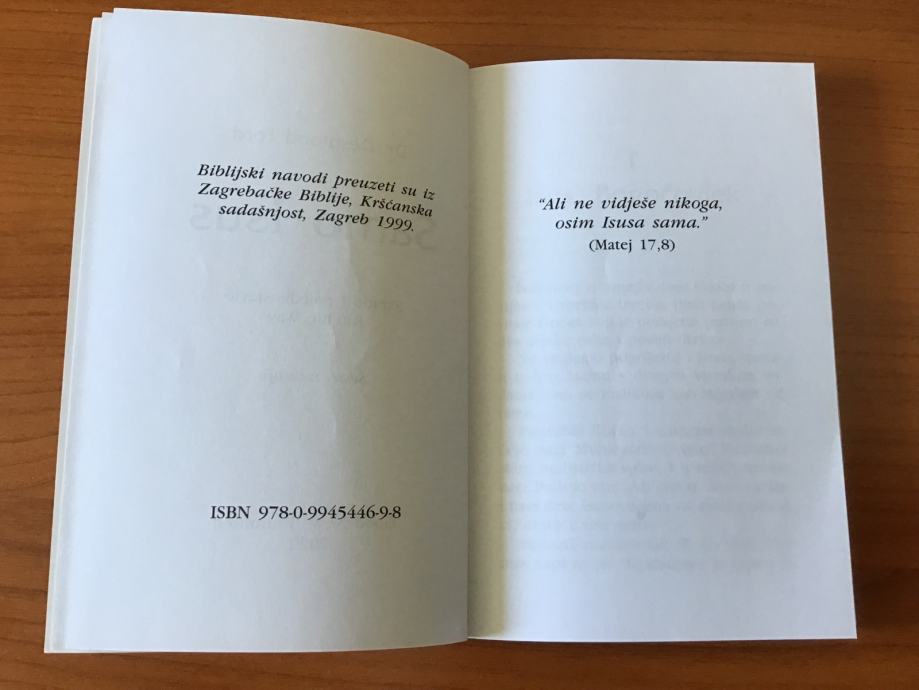 Biblijski navodi preuzeti su iz
Zagrebačke Biblije, Kršćanska
sadašnjost, Zagreb 1999.
ISBN 978-0-9945446-9-8
“Ali ne vidješe nikoga,
osim Isusa sama.”
(Matej 17,8)